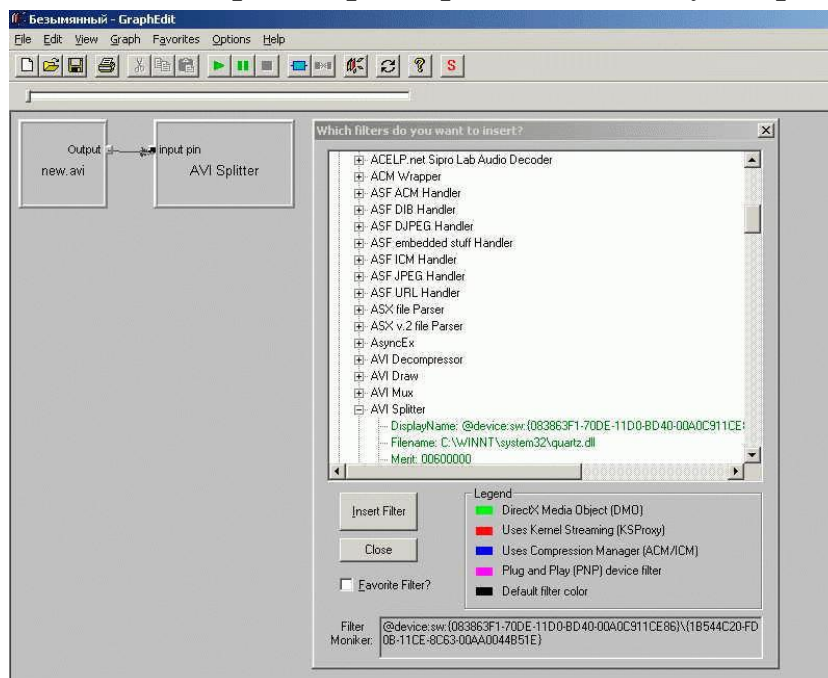 Безымянный - GraphEdit
File Edit View Graph Favorites Options Help
S
Output
input pin
new.avi
AVI Splitter
Which filters do you want to insert?
ACELP.net Sipro Lab Audio Decoder
ACM Wrapper
ASF ACM Handler
ASF DIB Handler
ASF DJPEG Handler
ASF embedded stuff Handler
ASF ICM Handler
ASF JPEG Handler
ASF URL Handler
ASX file Parser
ASX v.2 file Parser
AsyncEx
AVI Decompressor
AVI Draw
AVI Mux
AVI Splitter
DisplayName: @device:sw:{083863F1-70DE-11D0-BD40-00A0C911CE
Filename: C:\WINNT\system32\quartz.dll
Merit: 00600000
Insert Filter
Close
Favorite Filter?
Legend
DirectX Media Object (DMO)
Uses Kernel Streaming (KSProxy)
Uses Compression Manager (ACM/ICM)
Plug and Play (PNP) device filter
Default filter color
Filter Moniker:
@device:sw:{083863F1-70DE-11D0-BD40-00A0C911CE86}\{1B544C20-FD
0B-11CE-8C63-00AA0044B51E}